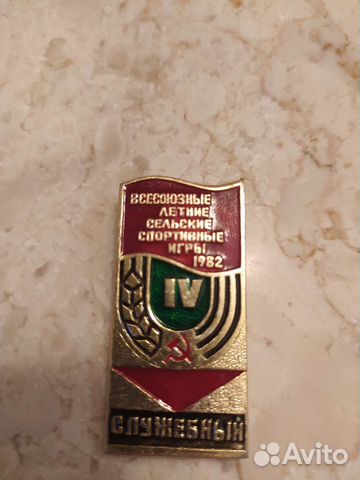 ВСЕСОЮЗНЫЕ
ЛЕТНИЕ
СЕЛЬСКИЕ
СПОРТИВНЫЕ
ИГРЫ
1982
IV
СЛУЖЕБНЫЙ
Avito